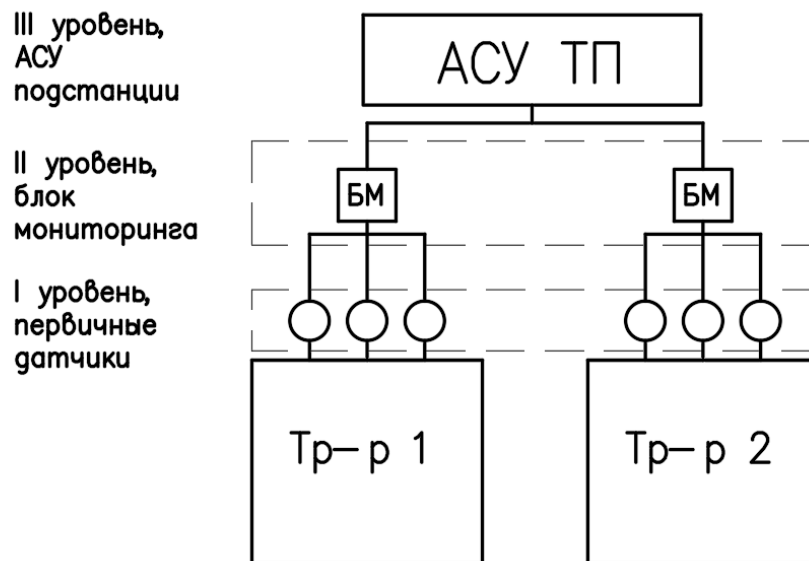 III уровень,
АСУ
подстанции
АСУ ТП
II уровень,
блок
мониторинга
БМ
БМ
I уровень,
первичные
датчики
Тр-р 1
Тр-р 2